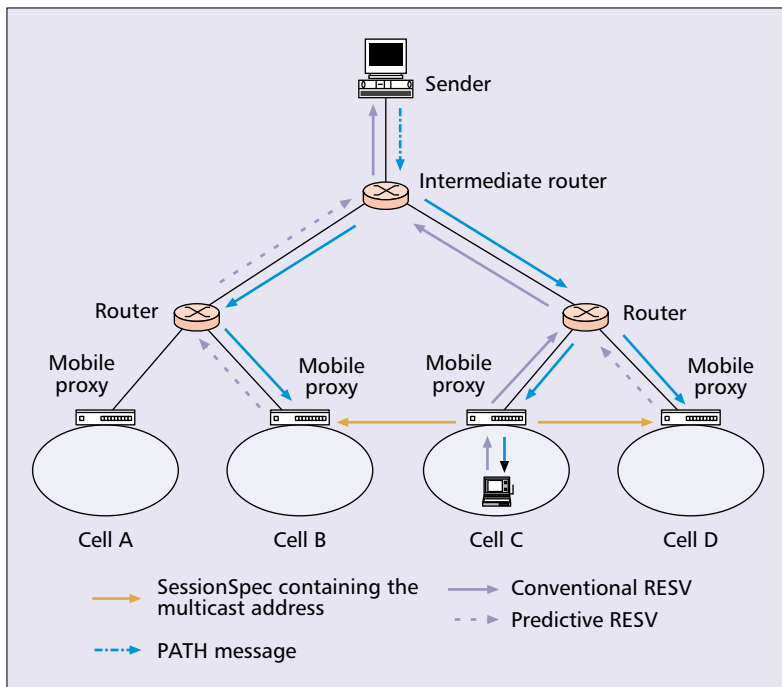 Sender
Intermediate router
Router
Router
Mobile
proxy
Mobile
proxy
Mobile
proxy
Mobile
proxy
Cell A
Cell B
Cell C
Cell D
SessionSpec containing the
multicast address
Conventional RESV
Predictive RESV
PATH message